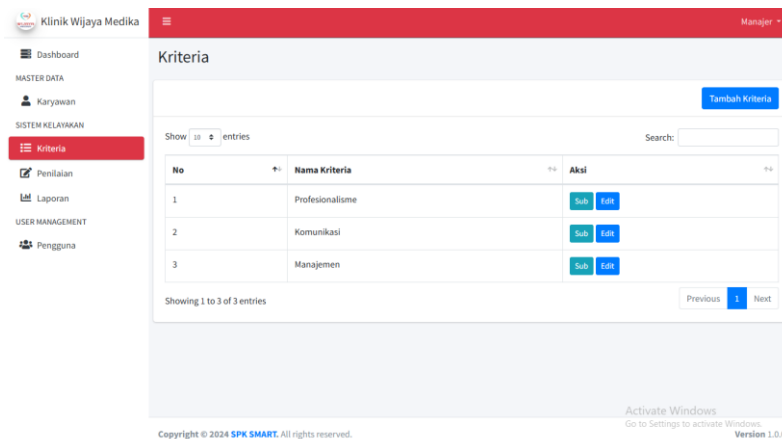 Klinik Wijaya Medika
Manajer
Dashboard
MASTER DATA
Karyawan
SISTEM KELAYAKAN
Kriteria
Penilaian
Laporan
USER MANAGEMENT
Pengguna
Kriteria
Tambah Kriteria
Show 10 entries
Search:
No Nama Kriteria Aksi
1 Profesionalisme Sub Edit
2 Komunikasi Sub Edit
3 Manajemen Sub Edit
Showing 1 to 3 of 3 entries
Previous 1 Next
Activate Windows
Go to Settings to activate Windows.
Copyright © 2024 SPK SMART. All rights reserved.
Version 1.0.